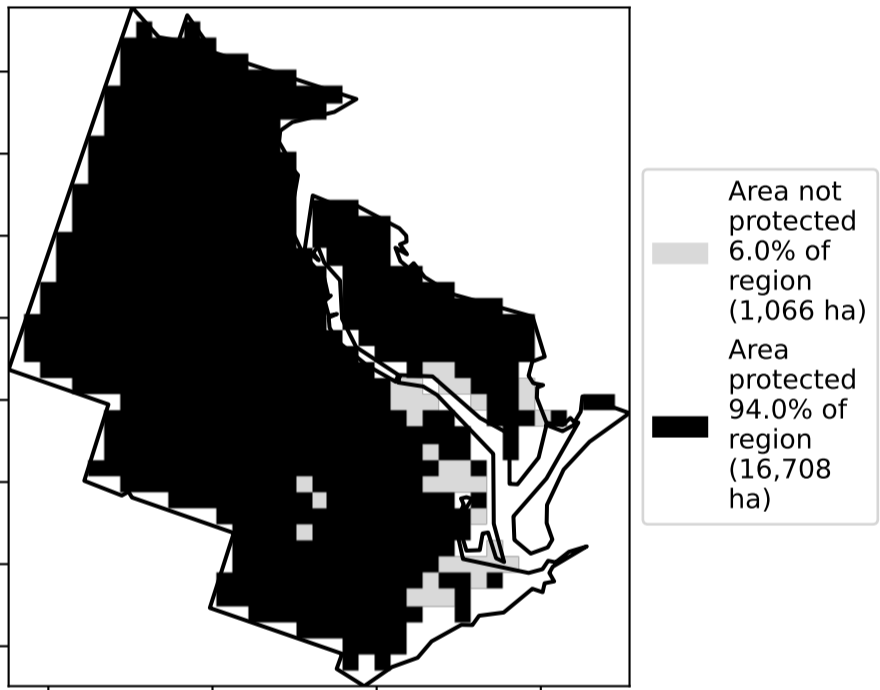 Area not
protected
6.0% of
region
(1,066 ha)
Area
protected
94.0% of
region
(16,708
ha)